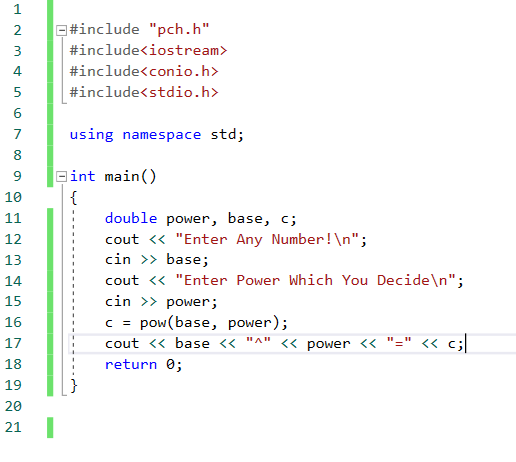 1
2 #include "pch.h"
3 #include<iostream>
4 #include<conio.h>
5 #include<stdio.h>
6
7 using namespace std;
8
9 int main()
10 {
11 double power, base, c;
12 cout << "Enter Any Number!\n";
13 cin >> base;
14 cout << "Enter Power Which You Decide\n";
15 cin >> power;
16 c = pow(base, power);
17 cout << base << "^" << power << "=" << c;
18 return 0;
19 }
20
21